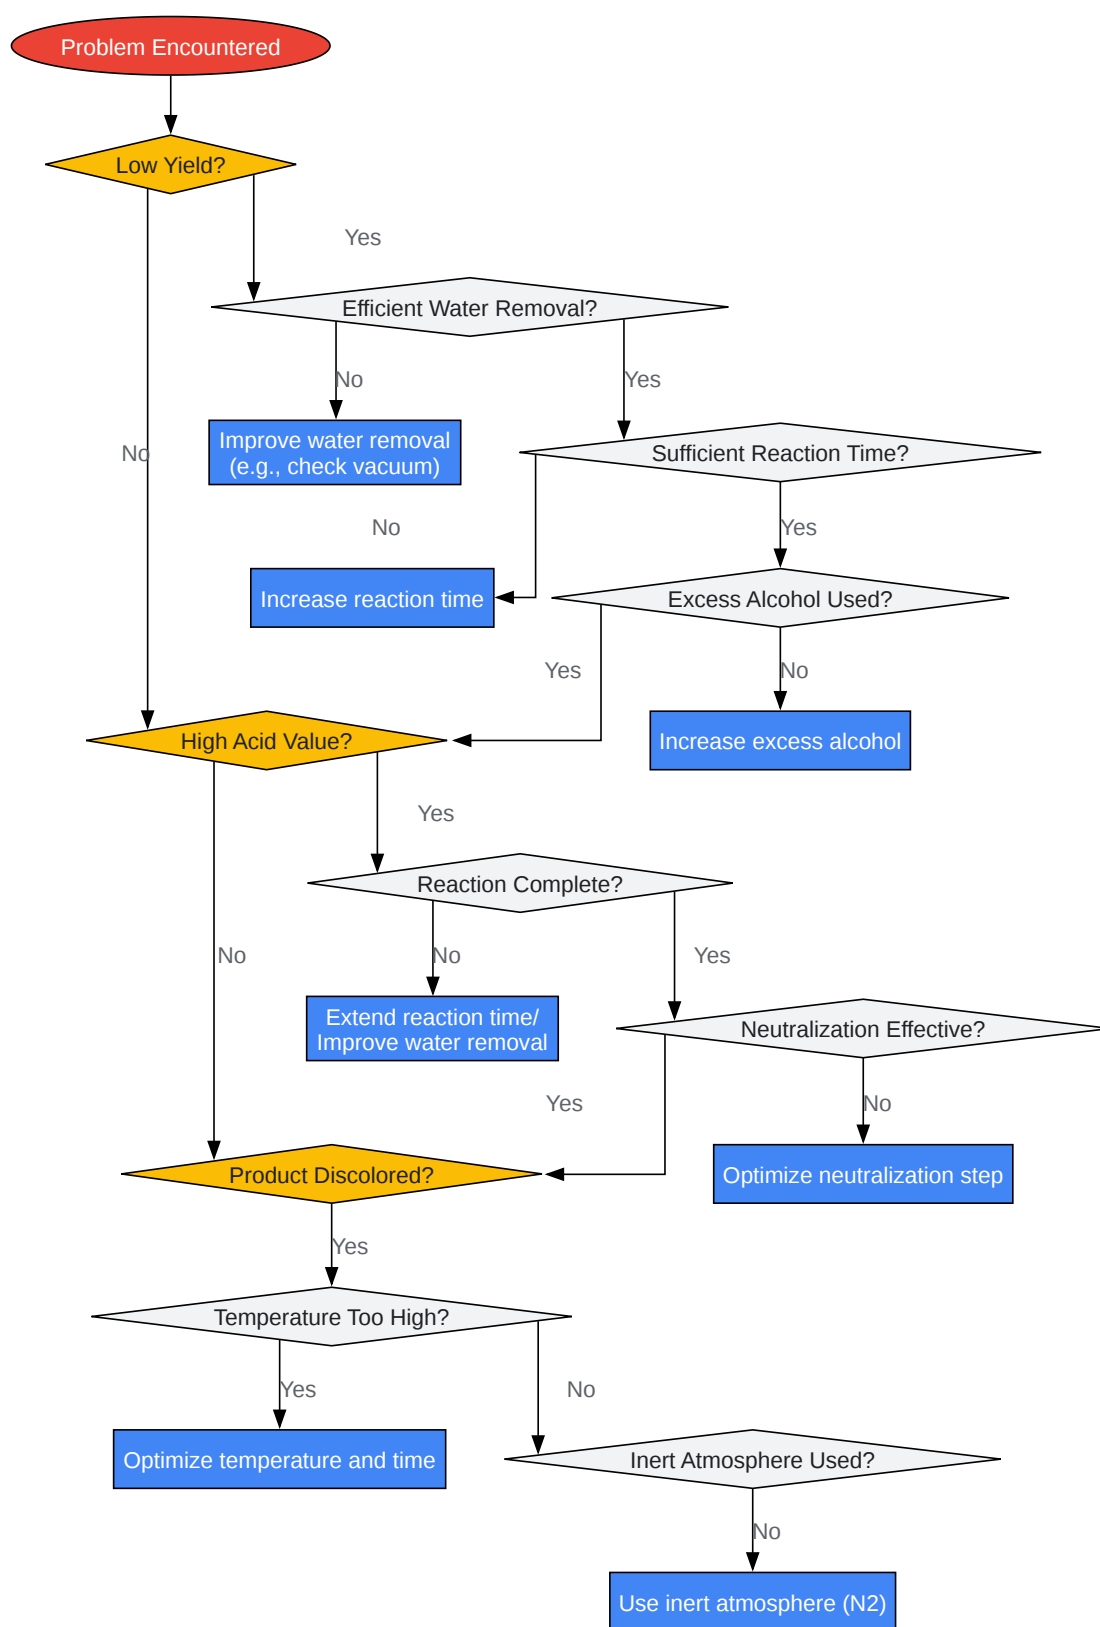 Problem Encountered
Low Yield?
Yes
Efficient Water Removal?
No
Yes
Improve water removal
(e.g., check vacuum)
No
Sufficient Reaction Time?
No
Yes
Increase reaction time
Excess Alcohol Used?
Yes
No
High Acid Value?
Increase excess alcohol
Yes
Reaction Complete?
No
No
Yes
Extend reaction time/
Improve water removal
Neutralization Effective?
Yes
No
Product Discolored?
Optimize neutralization step
Yes
Temperature Too High?
Yes
No
Optimize temperature and time
Inert Atmosphere Used?
No
Use inert atmosphere (N2)